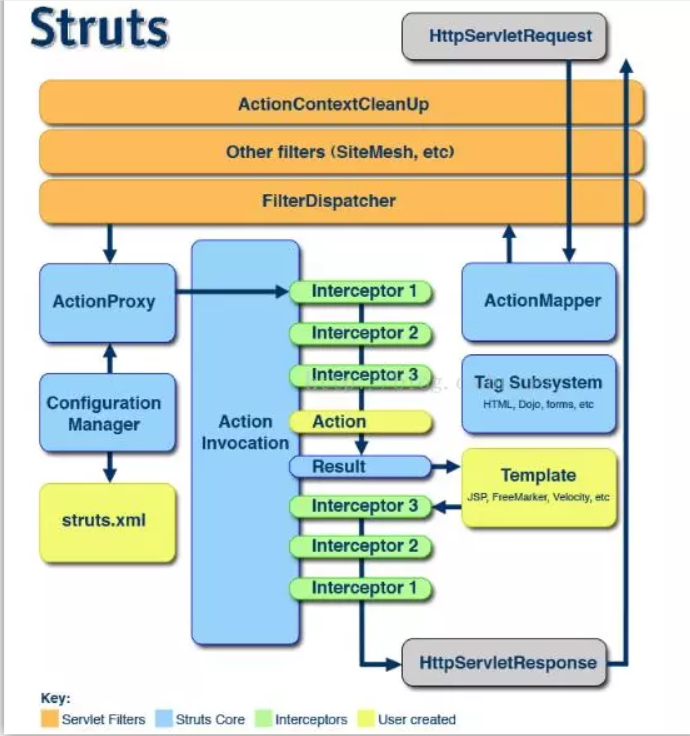 Struts
HttpServletRequest
ActionContextCleanUp
Other filters (SiteMesh, etc)
FilterDispatcher
ActionProxy
Interceptor 1
ActionMapper
Interceptor 2
Interceptor 3
Tag Subsystem
HTML, Dojo, forms, etc
Configuration
Manager
Action
Invocation
Action
Result
Template
JSP, FreeMarker, Velocity, etc
struts.xml
Interceptor 3
Interceptor 2
Interceptor 1
HttpServletResponse
Key:
Servlet Filters
Struts Core
Interceptors
User created